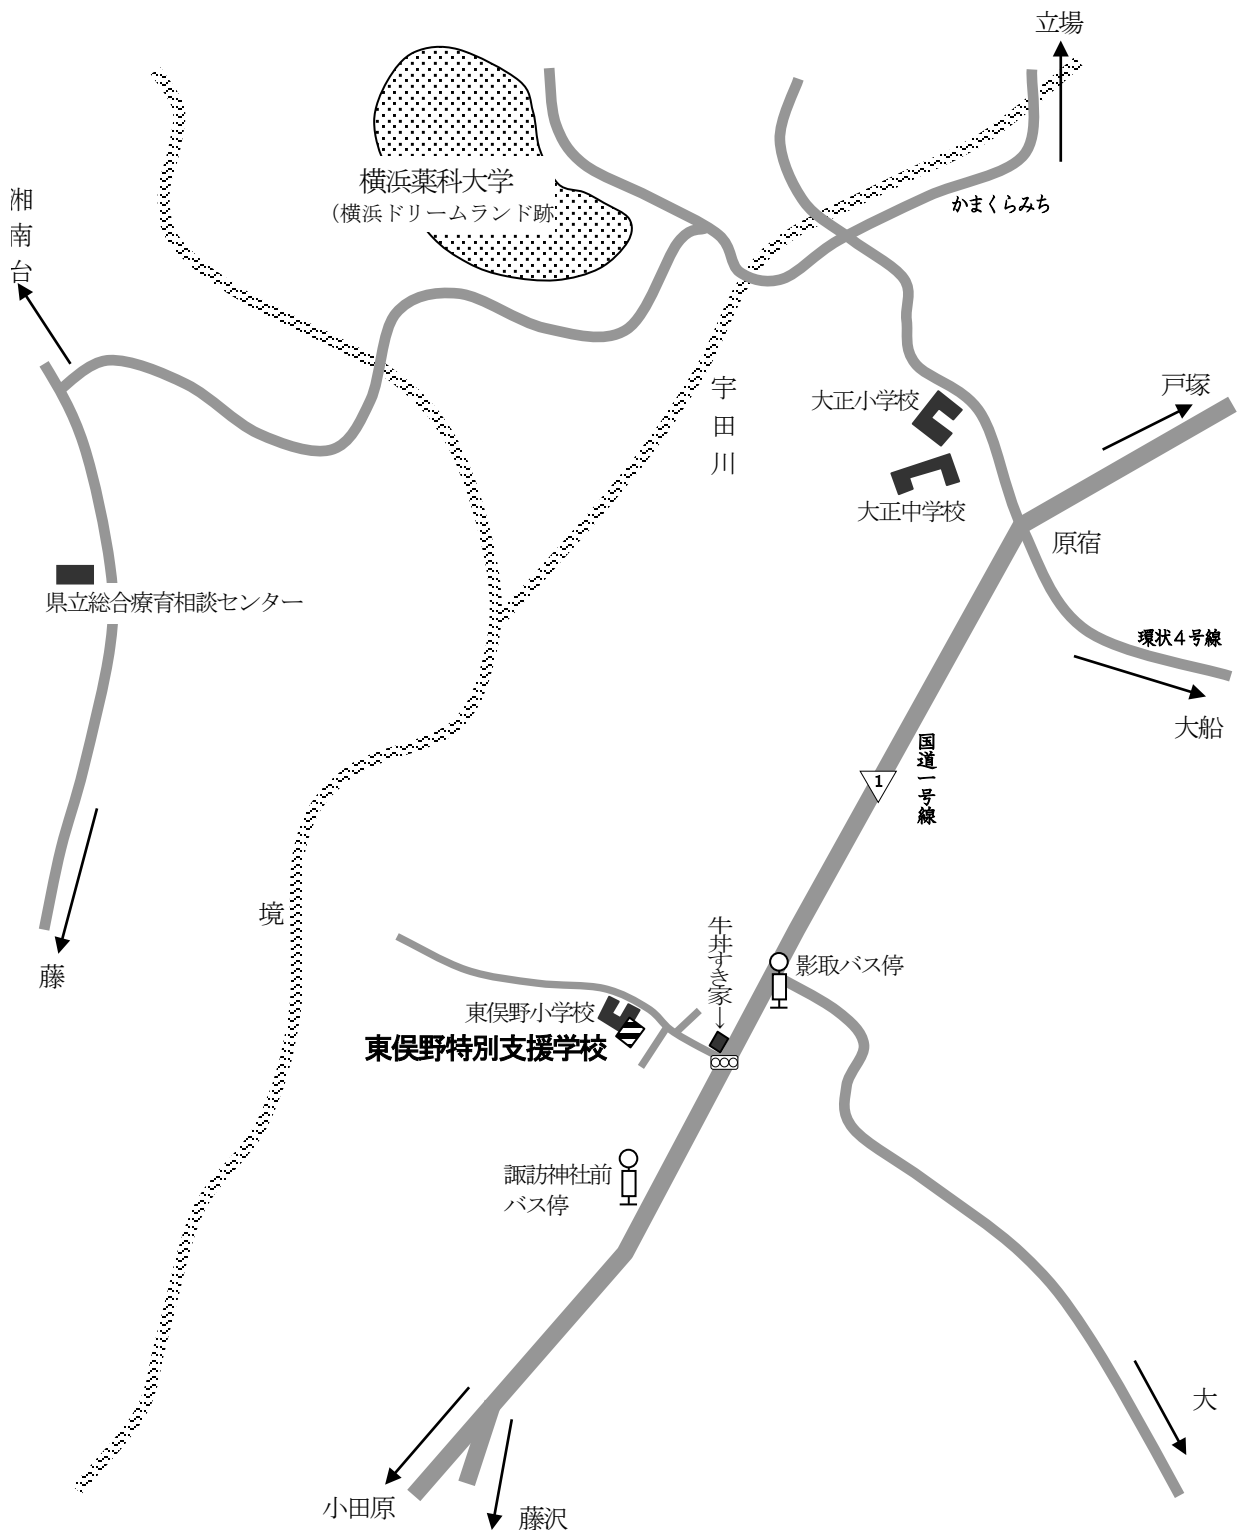 立場
横浜薬科大学
（横浜ドリームランド跡
かまくらみち
湘南台
宇田川
大正小学校
戸塚
大正中学校
原宿
県立総合療育相談センター
環状４号線
大船
国道一号線
1
境
牛丼すき家→
影取バス停
藤
東俣野小学校
東俣野特別支援学校
諏訪神社前
バス停
大
小田原
藤沢